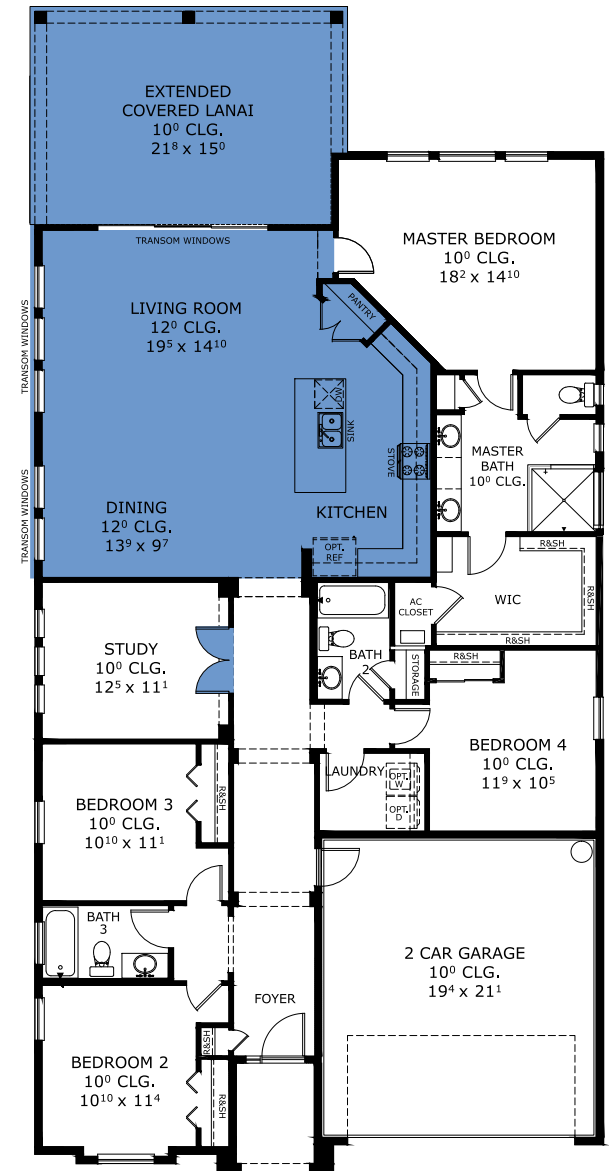 EXTENDED
COVERED LANAI
10⁰ CLG.
21⁸ x 15⁰
TRANSOM WINDOWS
MASTER BEDROOM
10⁰ CLG.
18² x 14¹⁰
TRANSOM WINDOWS
LIVING ROOM
12⁰ CLG.
19⁵ x 14¹⁰
PANTRY
DW
SINK
STOVE
MASTER
BATH
10⁰ CLG.
TRANSOM WINDOWS
DINING
12⁰ CLG.
13⁹ x 9⁷
KITCHEN
OPT.
REF
R&SH
R&SH
R&SH
WIC
AC
CLOSET
STUDY
10⁰ CLG.
12⁵ x 11¹
BATH
2
STORAGE
R&SH
BEDROOM 4
10⁰ CLG.
11⁹ x 10⁵
LAUNDRY
OPT.
W
OPT.
D
BEDROOM 3
10⁰ CLG.
10¹⁰ x 11¹
R&SH
BATH
3
2 CAR GARAGE
10⁰ CLG.
19⁴ x 21¹
FOYER
R&SH
BEDROOM 2
10⁰ CLG.
10¹⁰ x 11⁴
R&SH